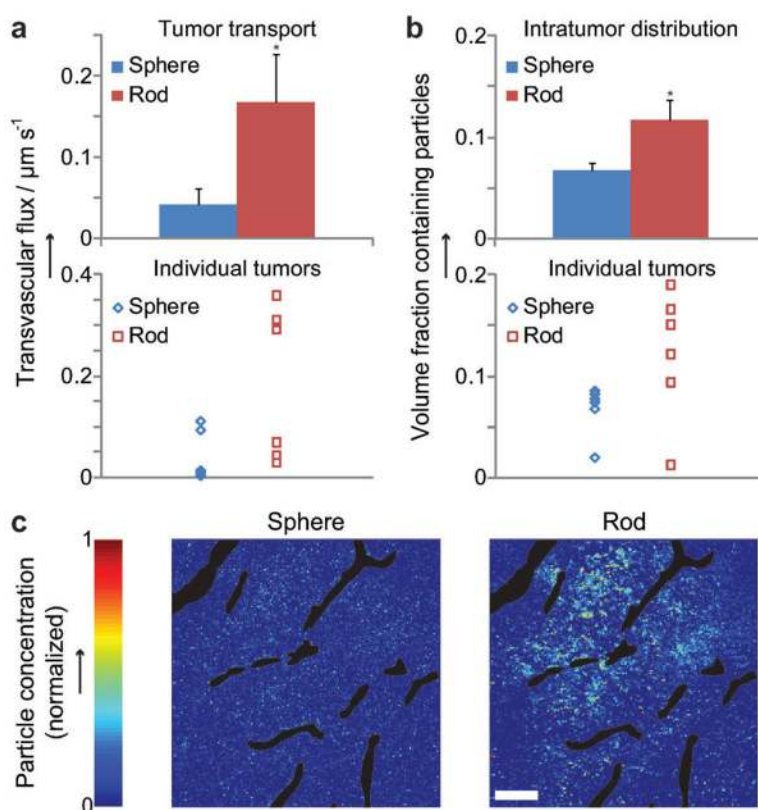 a
Tumor transport
Sphere
Rod
*
0.2
0.1
0
Transvascular flux / µm s⁻¹
Individual tumors
Sphere
Rod
0.4
0.2
0
b
Intratumor distribution
Sphere
Rod
*
0.2
0.1
0
Volume fraction containing particles
Individual tumors
Sphere
Rod
0.2
0.1
0
c
Sphere
Rod
Particle concentration
(normalized)
1
0